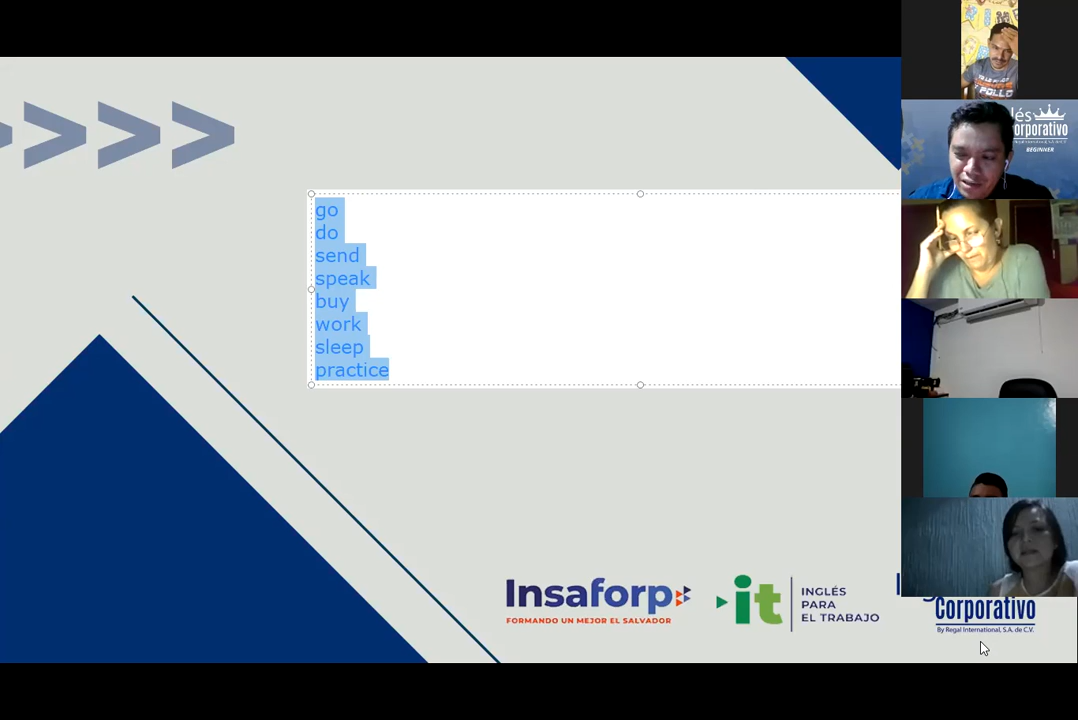 go
do
send
speak
buy
work
sleep
practice
Insaforp
FORMANDO UN MEJOR EL SALVADOR
it
INGLÉS
PARA
EL TRABAJO
Corporativo
By Regal International, S.A. de C.V.
BEGINNER